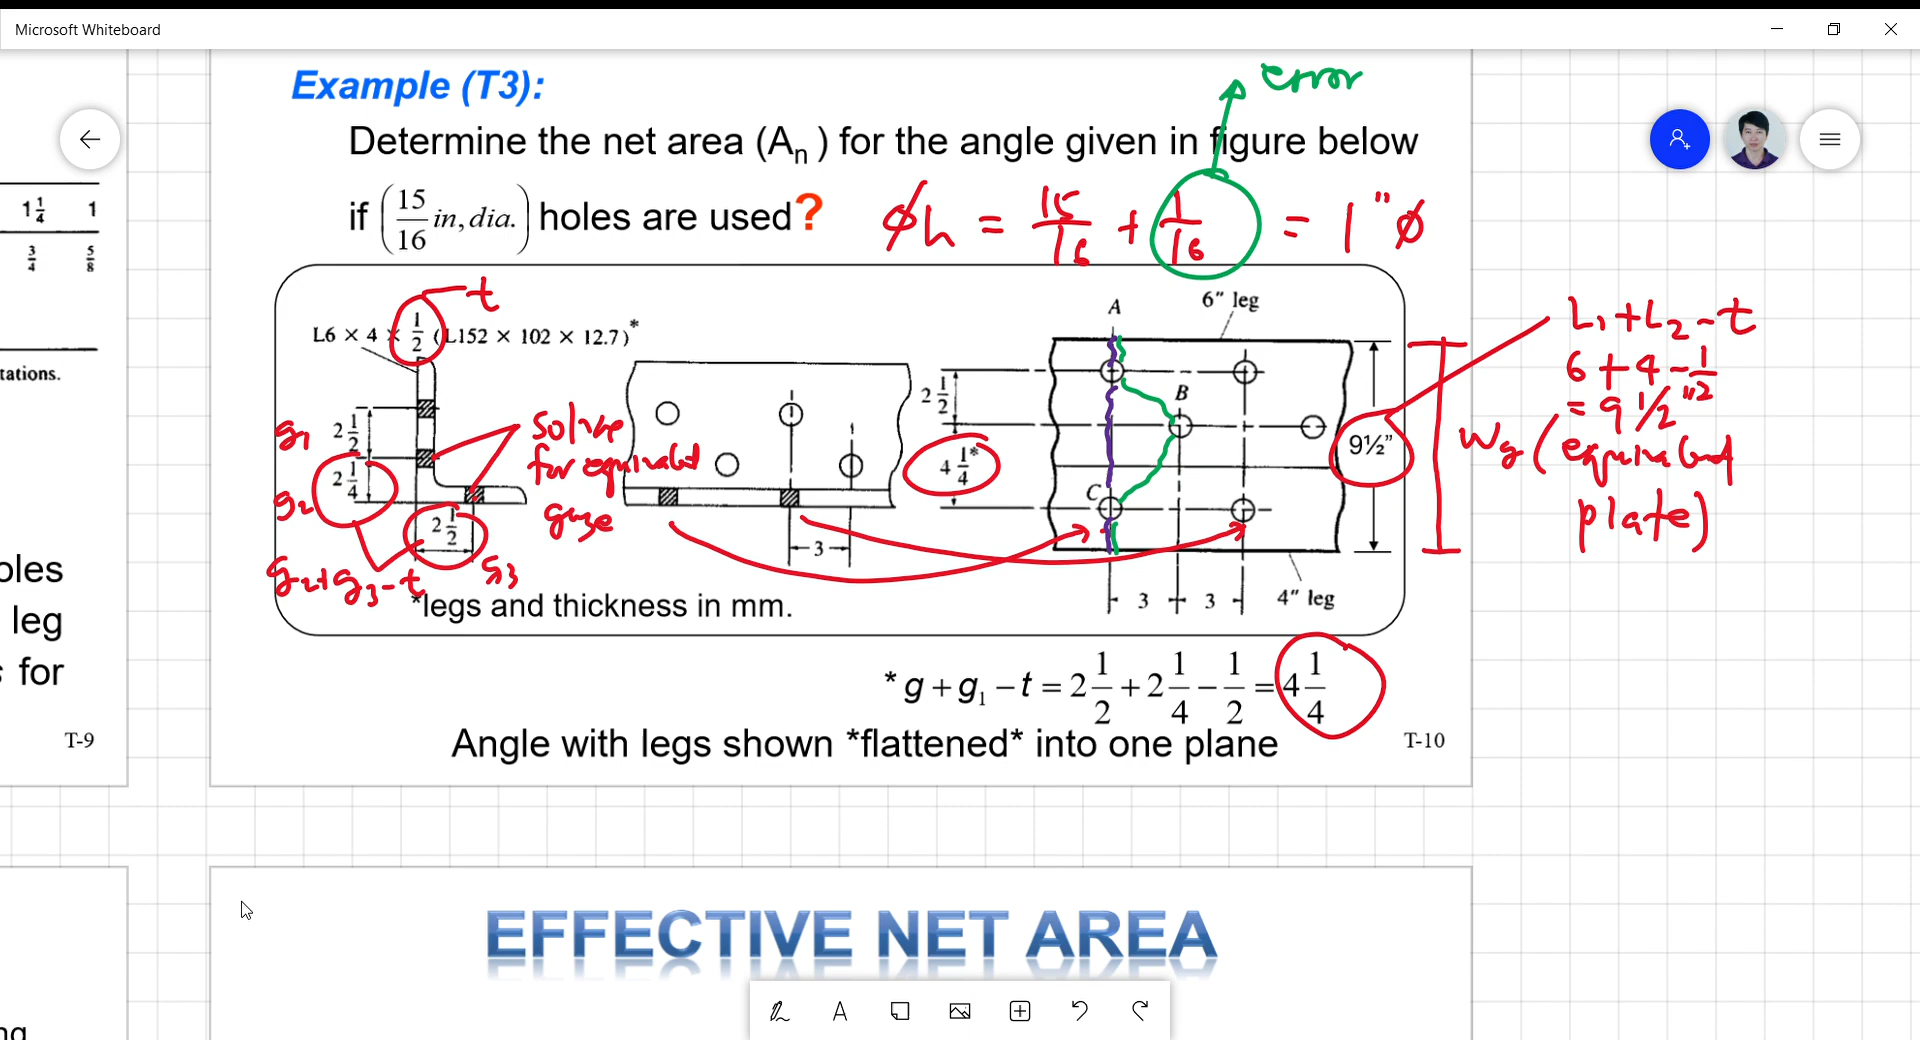 Microsoft Whiteboard
Example (T3):
error
Determine the net area (An ) for the angle given in figure below
if (15/16 in, dia.) holes are used?
øh = 15/16 + 1/16 = 1"ø
1 1/4 1
3/4 5/8
tations.
t
L6 × 4 × 1/2 (L152 × 102 × 12.7)*
A
6″ leg
L1+L2-t
6+4-1/2"
= 9 1/2
Wg (equivalent
plate)
g1
2 1/2
g2
2 1/4
2 1/2
g3
g2+g3-t
solve
for equivalent
gage
3
2 1/2
4 1/4*
B
C
9½"
3 3
4″ leg
*legs and thickness in mm.
* g + g1 − t = 2 1/2 + 2 1/4 − 1/2 = 4 1/4
Angle with legs shown *flattened* into one plane
T-10
oles
leg
for
T-9
EFFECTIVE NET AREA
ng
A